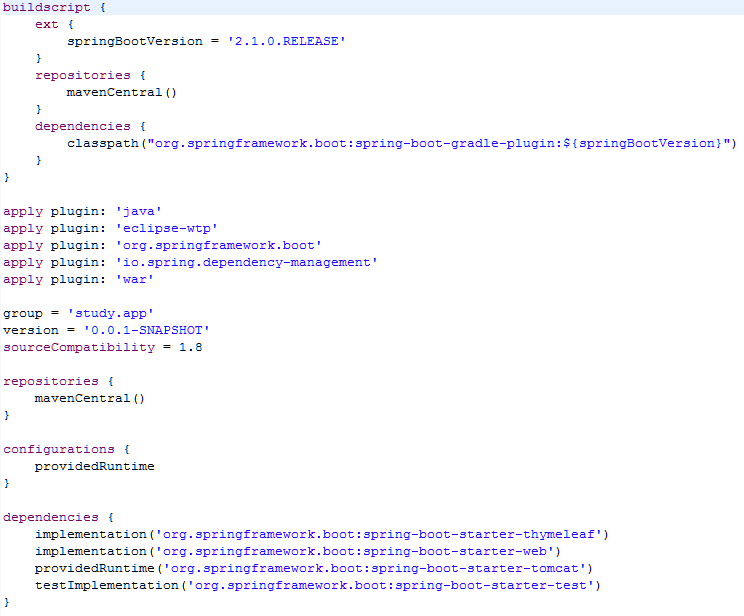 buildscript {
    ext {
        springBootVersion = '2.1.0.RELEASE'
    }
    repositories {
        mavenCentral()
    }
    dependencies {
        classpath("org.springframework.boot:spring-boot-gradle-plugin:${springBootVersion}")
    }
}

apply plugin: 'java'
apply plugin: 'eclipse-wtp'
apply plugin: 'org.springframework.boot'
apply plugin: 'io.spring.dependency-management'
apply plugin: 'war'

group = 'study.app'
version = '0.0.1-SNAPSHOT'
sourceCompatibility = 1.8

repositories {
    mavenCentral()
}

configurations {
    providedRuntime
}

dependencies {
    implementation('org.springframework.boot:spring-boot-starter-thymeleaf')
    implementation('org.springframework.boot:spring-boot-starter-web')
    providedRuntime('org.springframework.boot:spring-boot-starter-tomcat')
    testImplementation('org.springframework.boot:spring-boot-starter-test')
}